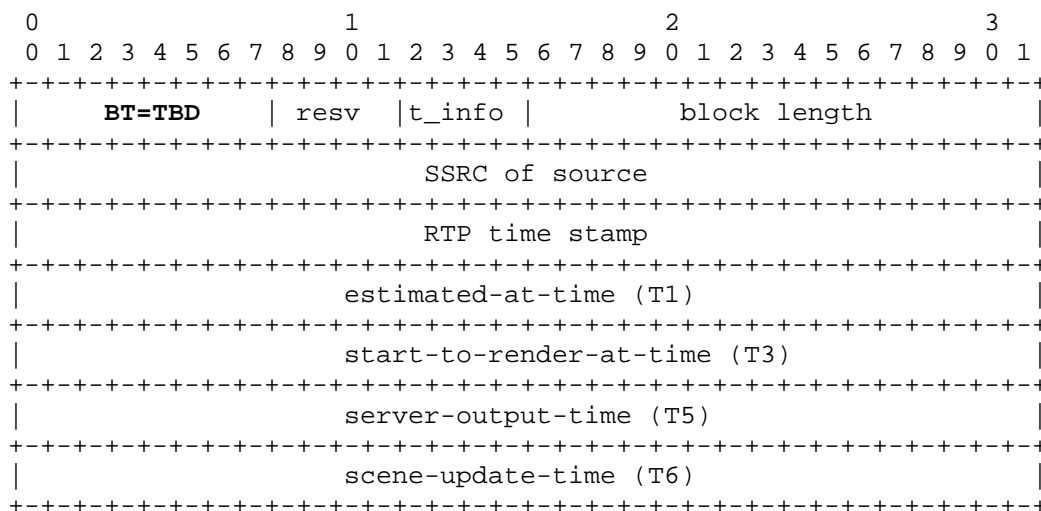 0 1 2 3
0 1 2 3 4 5 6 7 8 9 0 1 2 3 4 5 6 7 8 9 0 1 2 3 4 5 6 7 8 9 0 1
+-+-+-+-+-+-+-+-+-+-+-+-+-+-+-+-+-+-+-+-+-+-+-+-+-+-+-+-+-+-+-+-+
| BT=TBD | resv |t_info | block length |
+-+-+-+-+-+-+-+-+-+-+-+-+-+-+-+-+-+-+-+-+-+-+-+-+-+-+-+-+-+-+-+-+
| SSRC of source |
+-+-+-+-+-+-+-+-+-+-+-+-+-+-+-+-+-+-+-+-+-+-+-+-+-+-+-+-+-+-+-+-+
| RTP time stamp |
+-+-+-+-+-+-+-+-+-+-+-+-+-+-+-+-+-+-+-+-+-+-+-+-+-+-+-+-+-+-+-+-+
| estimated-at-time (T1) |
+-+-+-+-+-+-+-+-+-+-+-+-+-+-+-+-+-+-+-+-+-+-+-+-+-+-+-+-+-+-+-+-+
| start-to-render-at-time (T3) |
+-+-+-+-+-+-+-+-+-+-+-+-+-+-+-+-+-+-+-+-+-+-+-+-+-+-+-+-+-+-+-+-+
| server-output-time (T5) |
+-+-+-+-+-+-+-+-+-+-+-+-+-+-+-+-+-+-+-+-+-+-+-+-+-+-+-+-+-+-+-+-+
| scene-update-time (T6) |
+-+-+-+-+-+-+-+-+-+-+-+-+-+-+-+-+-+-+-+-+-+-+-+-+-+-+-+-+-+-+-+-+